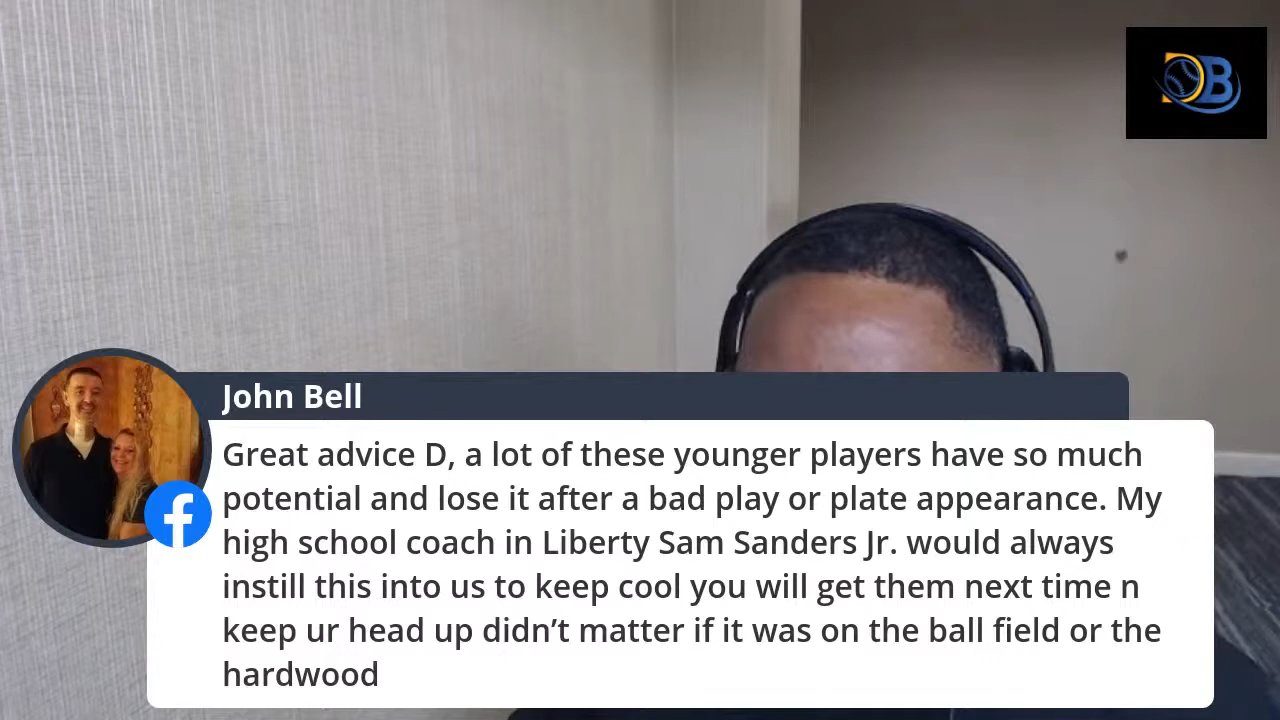 DB
John Bell
Great advice D, a lot of these younger players have so much
potential and lose it after a bad play or plate appearance. My
high school coach in Liberty Sam Sanders Jr. would always
instill this into us to keep cool you will get them next time n
keep ur head up didn’t matter if it was on the ball field or the
hardwood